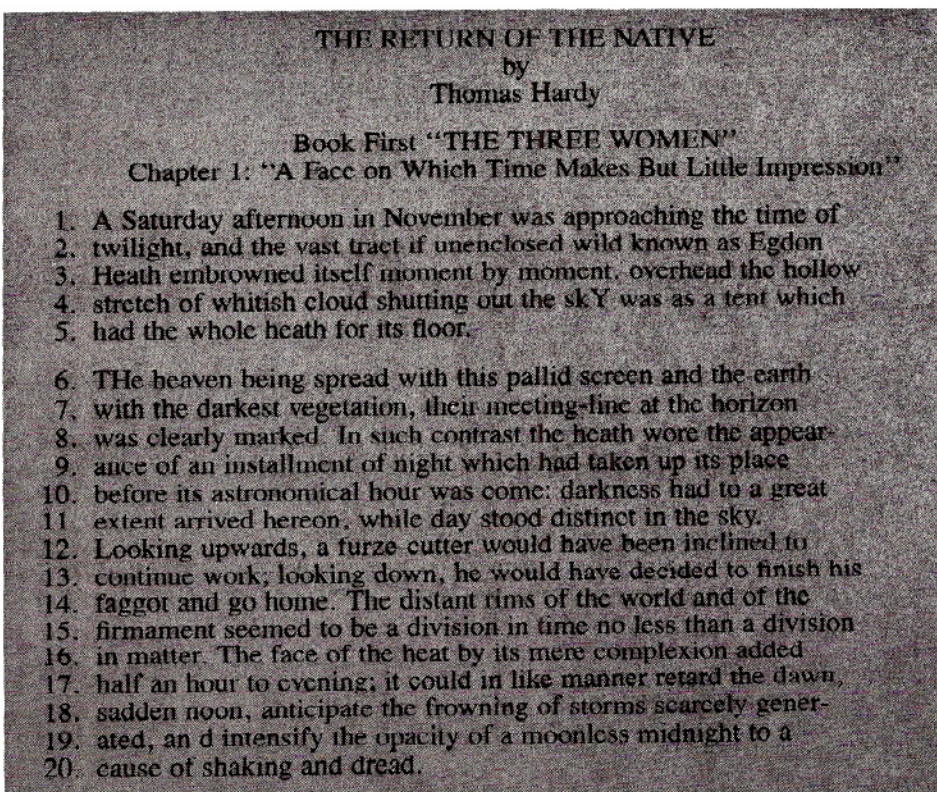 THE RETURN OF THE NATIVE
by
Thomas Hardy
Book First "THE THREE WOMEN"
Chapter 1: "A Face on Which Time Makes But Little Impression"
1. A Saturday afternoon in November was approaching the time of
2. twilight, and the vast tract if unenclosed wild known as Egdon
3. Heath embrowned itself moment by moment. overhead the hollow
4. stretch of whitish cloud shutting out the skY was as a tent which
5. had the whole heath for its floor.
6. THe heaven being spread with this pallid screen and the earth
7. with the darkest vegetation, their meeting-line at the horizon
8. was clearly marked. In such contrast the heath wore the appear-
9. ance of an installment of night which had taken up its place
10. before its astronomical hour was come: darkness had to a great
11 extent arrived hereon, while day stood distinct in the sky.
12. Looking upwards, a furze cutter would have been inclined to
13. continue work; looking down, he would have decided to finish his
14. faggot and go home. The distant rims of the world and of the
15. firmament seemed to be a division in time no less than a division
16. in matter. The face of the heat by its mere complexion added
17. half an hour to evening; it could in like manner retard the dawn,
18. sadden noon, anticipate the frowning of storms scarcely gener-
19. ated, an d intensify the opacity of a moonless midnight to a
20. cause of shaking and dread.